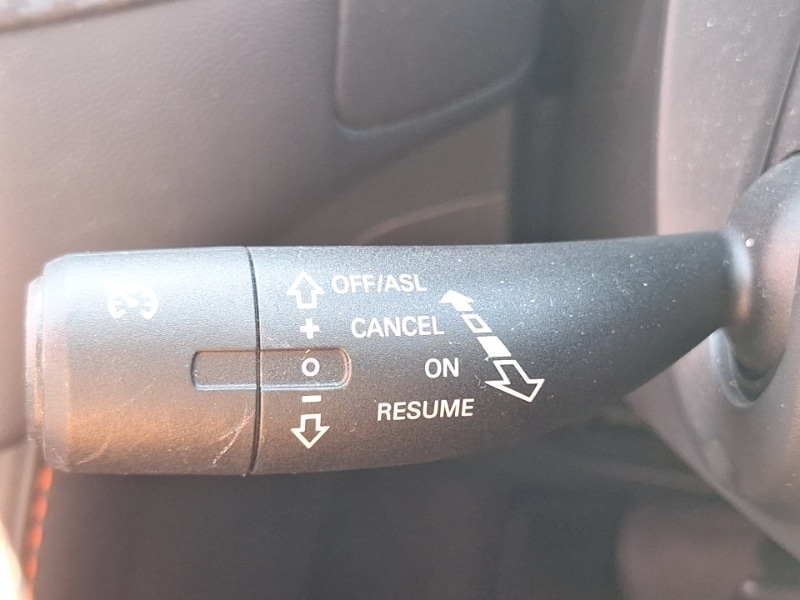 OFF/ASL
+ CANCEL
O ON
- RESUME